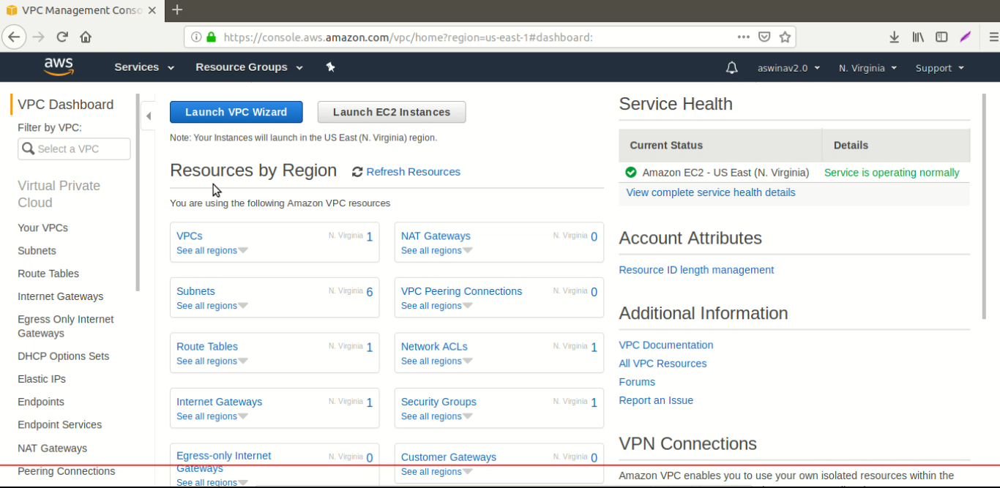 VPC Management Conso
https://console.aws.amazon.com/vpc/home?region=us-east-1#dashboard:
aws
Services
Resource Groups
aswinav2.0
N. Virginia
Support
VPC Dashboard
Filter by VPC:
Select a VPC
Virtual Private
Cloud
Your VPCs
Subnets
Route Tables
Internet Gateways
Egress Only Internet
Gateways
DHCP Options Sets
Elastic IPs
Endpoints
Endpoint Services
NAT Gateways
Peering Connections
Launch VPC Wizard
Launch EC2 Instances
Note: Your Instances will launch in the US East (N. Virginia) region.
Resources by Region
Refresh Resources
You are using the following Amazon VPC resources
VPCs N. Virginia 1
See all regions
NAT Gateways N. Virginia 0
See all regions
Subnets N. Virginia 6
See all regions
VPC Peering Connections N. Virginia 0
See all regions
Route Tables N. Virginia 1
See all regions
Network ACLs N. Virginia 1
See all regions
Internet Gateways N. Virginia 1
See all regions
Security Groups N. Virginia 1
See all regions
Egress-only Internet N. Virginia 0
Gateways
See all regions
Customer Gateways N. Virginia 0
See all regions
Service Health
Current Status Details
Amazon EC2 - US East (N. Virginia) Service is operating normally
View complete service health details
Account Attributes
Resource ID length management
Additional Information
VPC Documentation
All VPC Resources
Forums
Report an Issue
VPN Connections
Amazon VPC enables you to use your own isolated resources within the